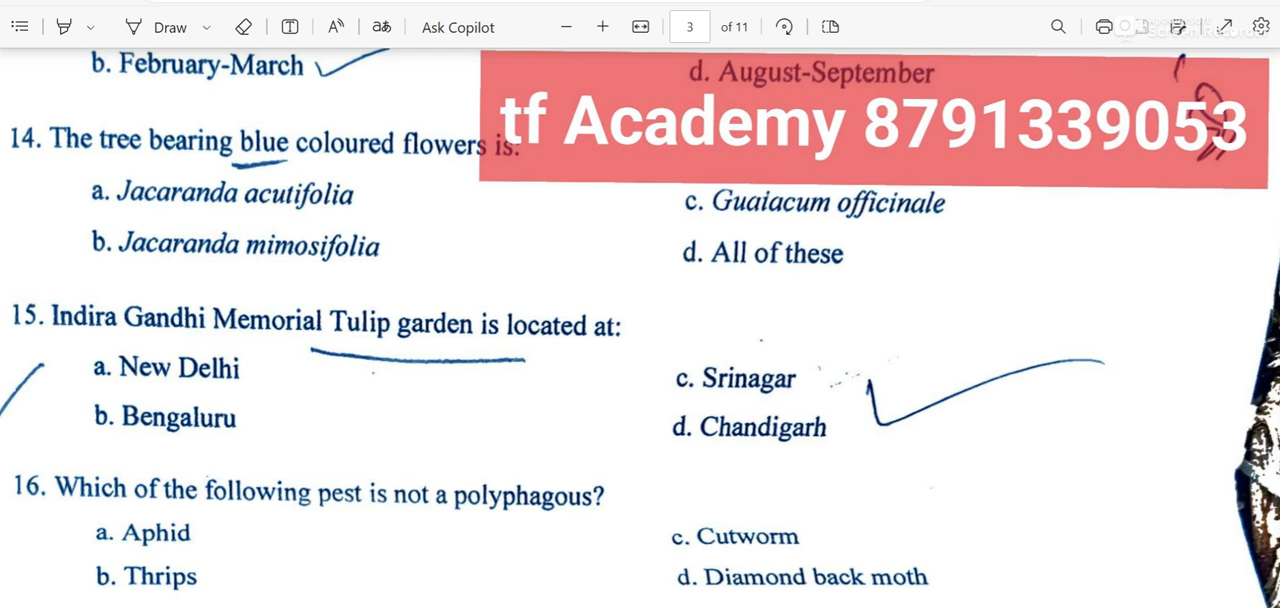 Draw
Ask Copilot
3 of 11
b. February-March
d. August-September
tf Academy 8791339053
14. The tree bearing blue coloured flowers is:
a. Jacaranda acutifolia
c. Guaiacum officinale
b. Jacaranda mimosifolia
d. All of these
15. Indira Gandhi Memorial Tulip garden is located at:
a. New Delhi
c. Srinagar
b. Bengaluru
d. Chandigarh
16. Which of the following pest is not a polyphagous?
a. Aphid
c. Cutworm
b. Thrips
d. Diamond back moth